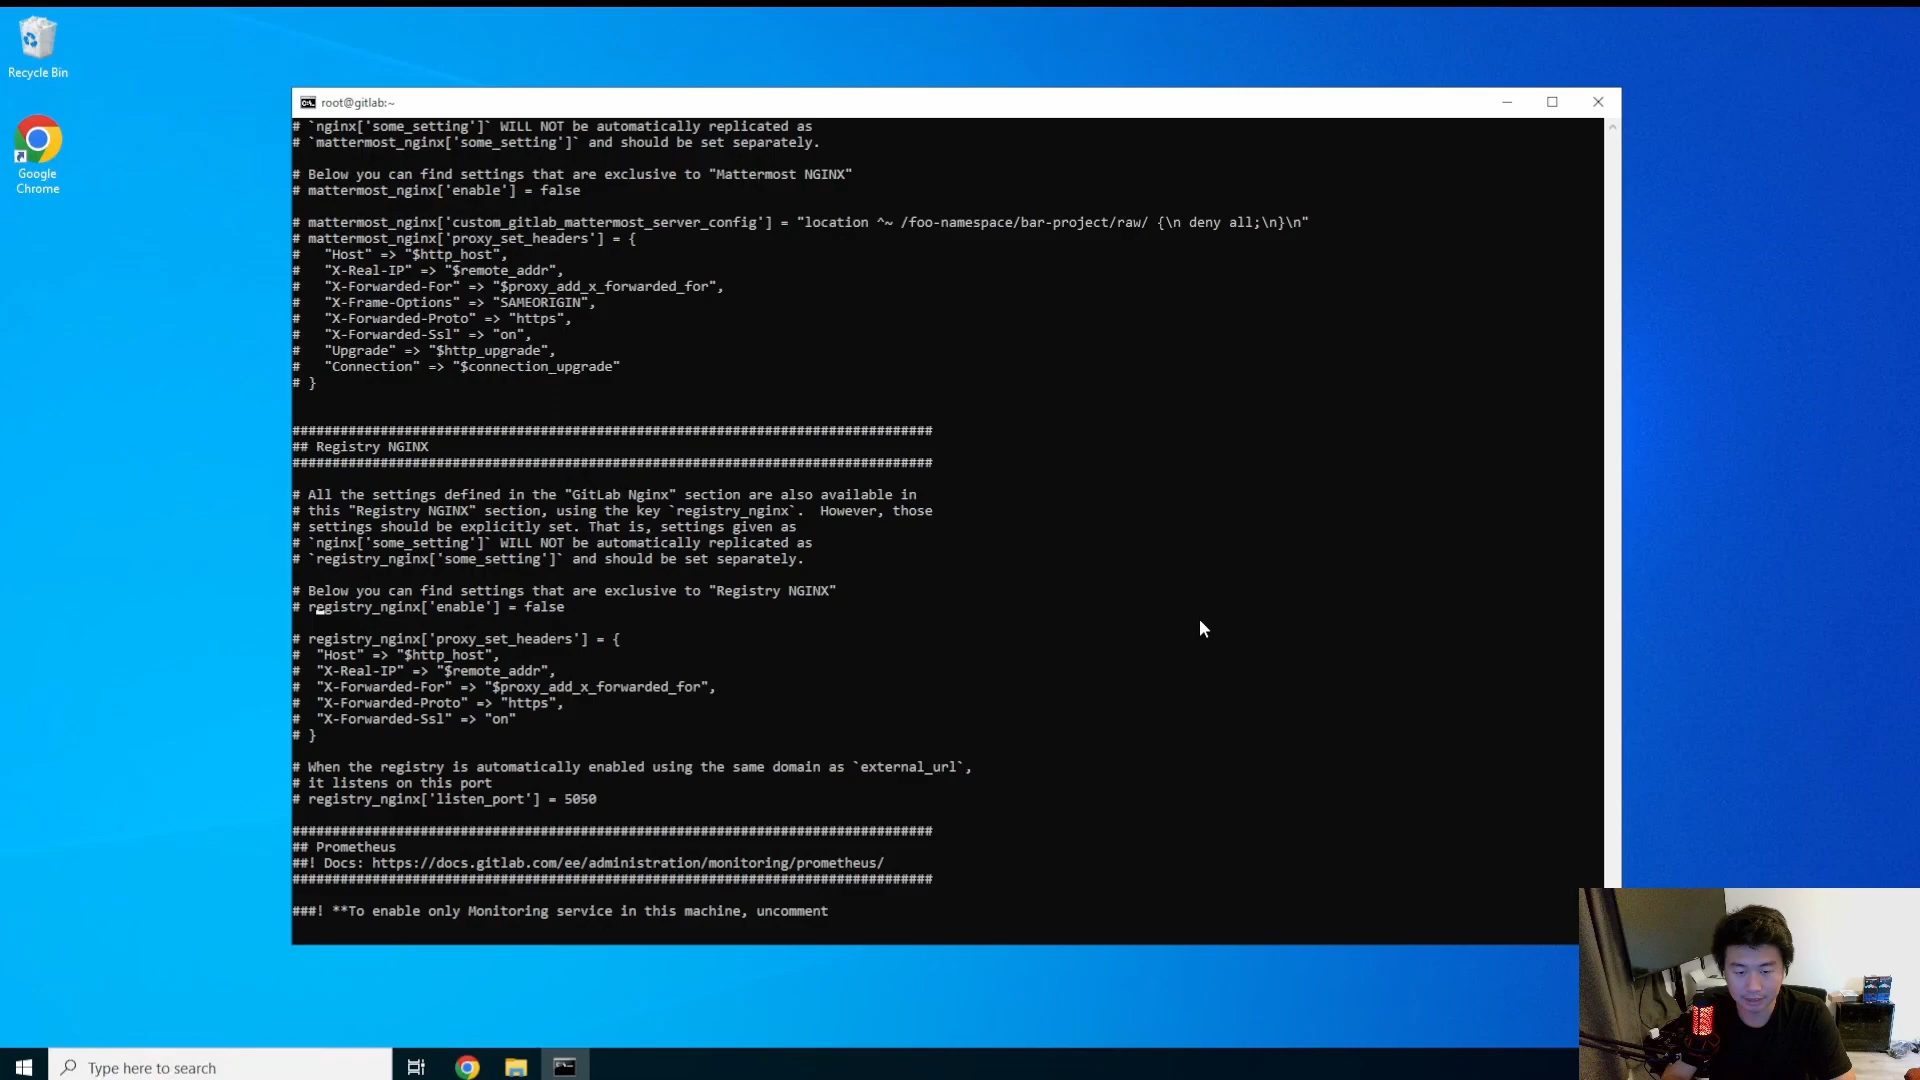 Recycle Bin
Google
Chrome
root@gitlab:~
# `nginx['some_setting']` WILL NOT be automatically replicated as
# `mattermost_nginx['some_setting']` and should be set separately.
# Below you can find settings that are exclusive to "Mattermost NGINX"
# mattermost_nginx['enable'] = false
# mattermost_nginx['custom_gitlab_mattermost_server_config'] = "location ^~ /foo-namespace/bar-project/raw/ {\n deny all;\n}\n"
# mattermost_nginx['proxy_set_headers'] = {
#   "Host" => "$http_host",
#   "X-Real-IP" => "$remote_addr",
#   "X-Forwarded-For" => "$proxy_add_x_forwarded_for",
#   "X-Frame-Options" => "SAMEORIGIN",
#   "X-Forwarded-Proto" => "https",
#   "X-Forwarded-Ssl" => "on",
#   "Upgrade" => "$http_upgrade",
#   "Connection" => "$connection_upgrade"
# }
################################################################################
## Registry NGINX
################################################################################
# All the settings defined in the "GitLab Nginx" section are also available in
# this "Registry NGINX" section, using the key `registry_nginx`.  However, those
# settings should be explicitly set. That is, settings given as
# `nginx['some_setting']` WILL NOT be automatically replicated as
# `registry_nginx['some_setting']` and should be set separately.
# Below you can find settings that are exclusive to "Registry NGINX"
# registry_nginx['enable'] = false
# registry_nginx['proxy_set_headers'] = {
#  "Host" => "$http_host",
#  "X-Real-IP" => "$remote_addr",
#  "X-Forwarded-For" => "$proxy_add_x_forwarded_for",
#  "X-Forwarded-Proto" => "https",
#  "X-Forwarded-Ssl" => "on"
# }
# When the registry is automatically enabled using the same domain as `external_url`,
# it listens on this port
# registry_nginx['listen_port'] = 5050
################################################################################
## Prometheus
##! Docs: https://docs.gitlab.com/ee/administration/monitoring/prometheus/
################################################################################
###! **To enable only Monitoring service in this machine, uncomment
Type here to search